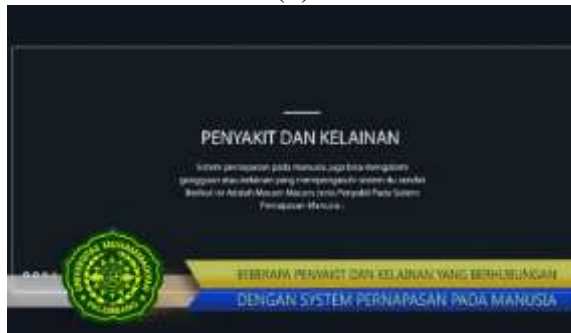 PENYAKIT DAN KELAINAN
Sistem pernapasan pada manusia juga bisa mengalami
gangguan atau kelainan yang mempengaruhi sistem itu sendiri
Berikut ini Adalah Macam Macam Jenis Penyakit Pada Sistem
Pernapasan Manusia :
BEBERAPA PENYAKIT DAN KELAINAN YANG BERHUBUNGAN
DENGAN SYSTEM PERNAPASAN PADA MANUSIA